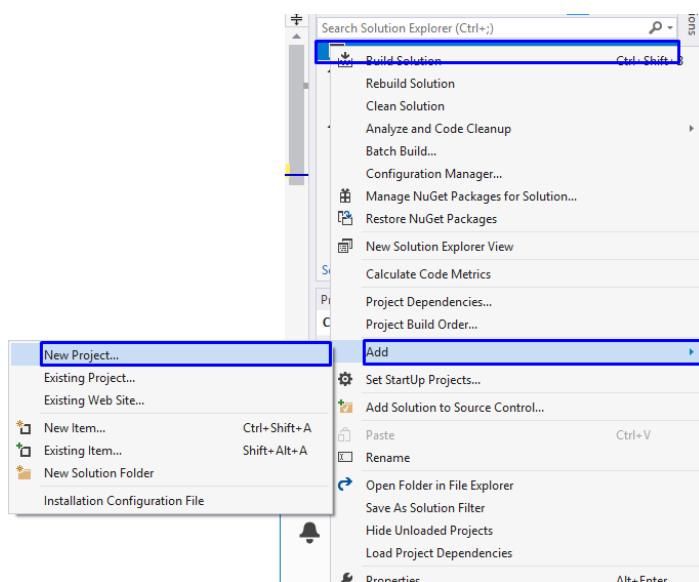 Search Solution Explorer (Ctrl+;)
Build Solution Ctrl+Shift+B
Rebuild Solution
Clean Solution
Analyze and Code Cleanup
Batch Build...
Configuration Manager...
Manage NuGet Packages for Solution...
Restore NuGet Packages
New Solution Explorer View
Calculate Code Metrics
Project Dependencies...
Project Build Order...
Add
Set StartUp Projects...
Add Solution to Source Control...
Paste Ctrl+V
Rename
Open Folder in File Explorer
Save As Solution Filter
Hide Unloaded Projects
Load Project Dependencies
Properties Alt+Enter
New Project...
Existing Project...
Existing Web Site...
New Item... Ctrl+Shift+A
Existing Item... Shift+Alt+A
New Solution Folder
Installation Configuration File